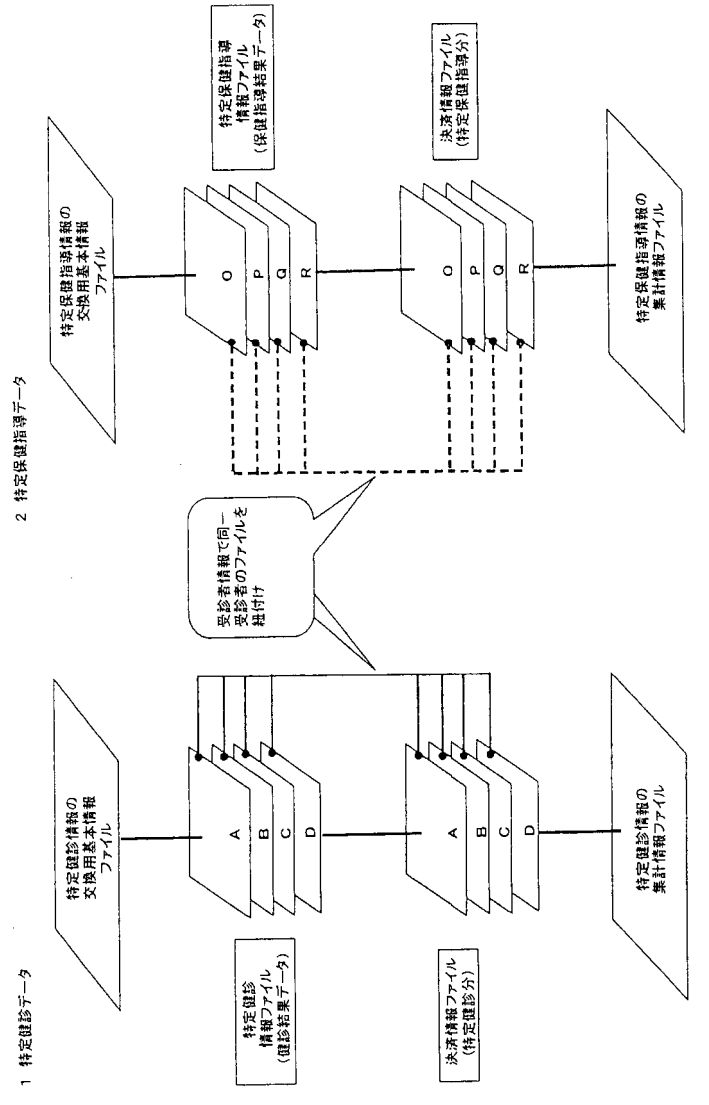 1 特定健診データ
特定健診情報の
交換用基本情報
ファイル
特定健診
情報ファイル
(健診結果データ)
A
B
C
D
決済情報ファイル
(特定健診分)
A
B
C
D
特定健診情報の
集計情報ファイル
受診者情報で同一
受診者のファイルを
紐付け
2 特定保健指導データ
特定保健指導情報の
交換用基本情報
ファイル
O
P
Q
R
特定保健指導
情報ファイル
(保健指導結果データ)
O
P
Q
R
決済情報ファイル
(特定保健指導分)
特定保健指導情報の
集計情報ファイル